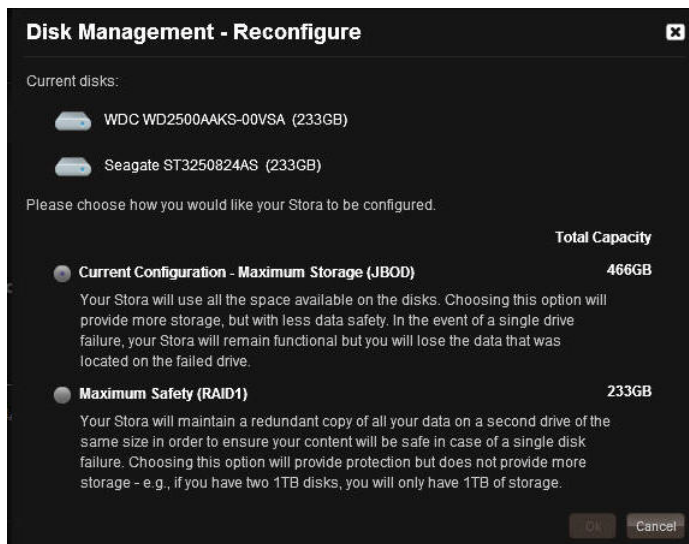 Disk Management - Reconfigure
Current disks:
WDC WD2500AAKS-00VSA (233GB)
Seagate ST3250824AS (233GB)
Please choose how you would like your Stora to be configured.
Total Capacity
Current Configuration - Maximum Storage (JBOD) 466GB
Your Stora will use all the space available on the disks. Choosing this option will
provide more storage, but with less data safety. In the event of a single drive
failure, your Stora will remain functional but you will lose the data that was
located on the failed drive.
Maximum Safety (RAID1) 233GB
Your Stora will maintain a redundant copy of all your data on a second drive of the
same size in order to ensure your content will be safe in case of a single disk
failure. Choosing this option will provide protection but does not provide more
storage - e.g., if you have two 1TB disks, you will only have 1TB of storage.
Ok Cancel